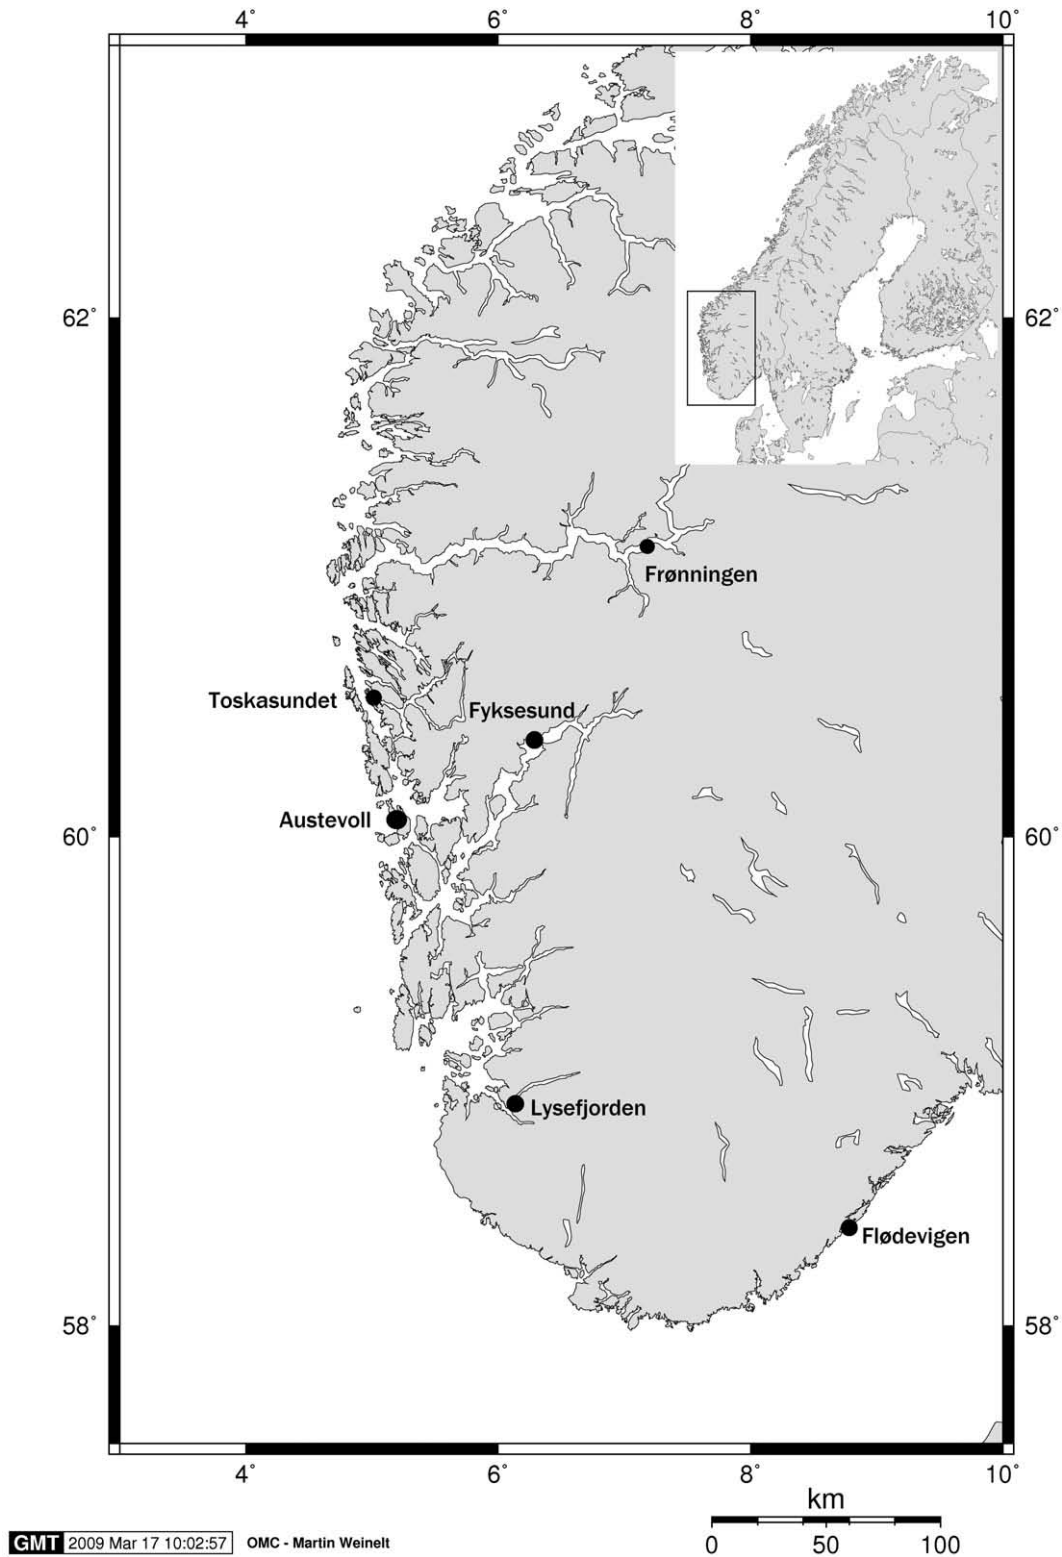 4° 6° 8° 10°
62° 62°
Frønningen
Toskasundet
Fyksesund
Austevoll
60° 60°
Lysefjorden
Flødevigen
58° 58°
4° 6° 8° 10°
km
0 50 100
GMT 2009 Mar 17 10:02:57 OMC - Martin Weinelt